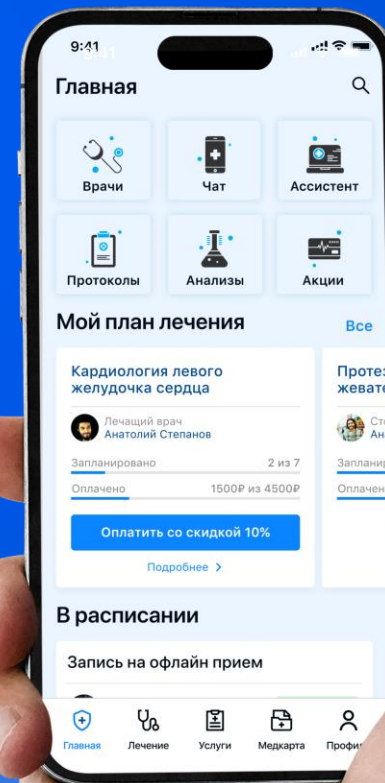 9:41
Главная
Врачи
Чат
Ассистент
Протоколы
Анализы
Акции
Мой план лечения
Все
Кардиология левого
желудочка сердца
Лечащий врач
Анатолий Степанов
Запланировано
2 из 7
Оплачено
1500₽ из 4500₽
Оплатить со скидкой 10%
Подробнее >
В расписании
Запись на офлайн прием
Главная
Лечение
Услуги
Медкарта